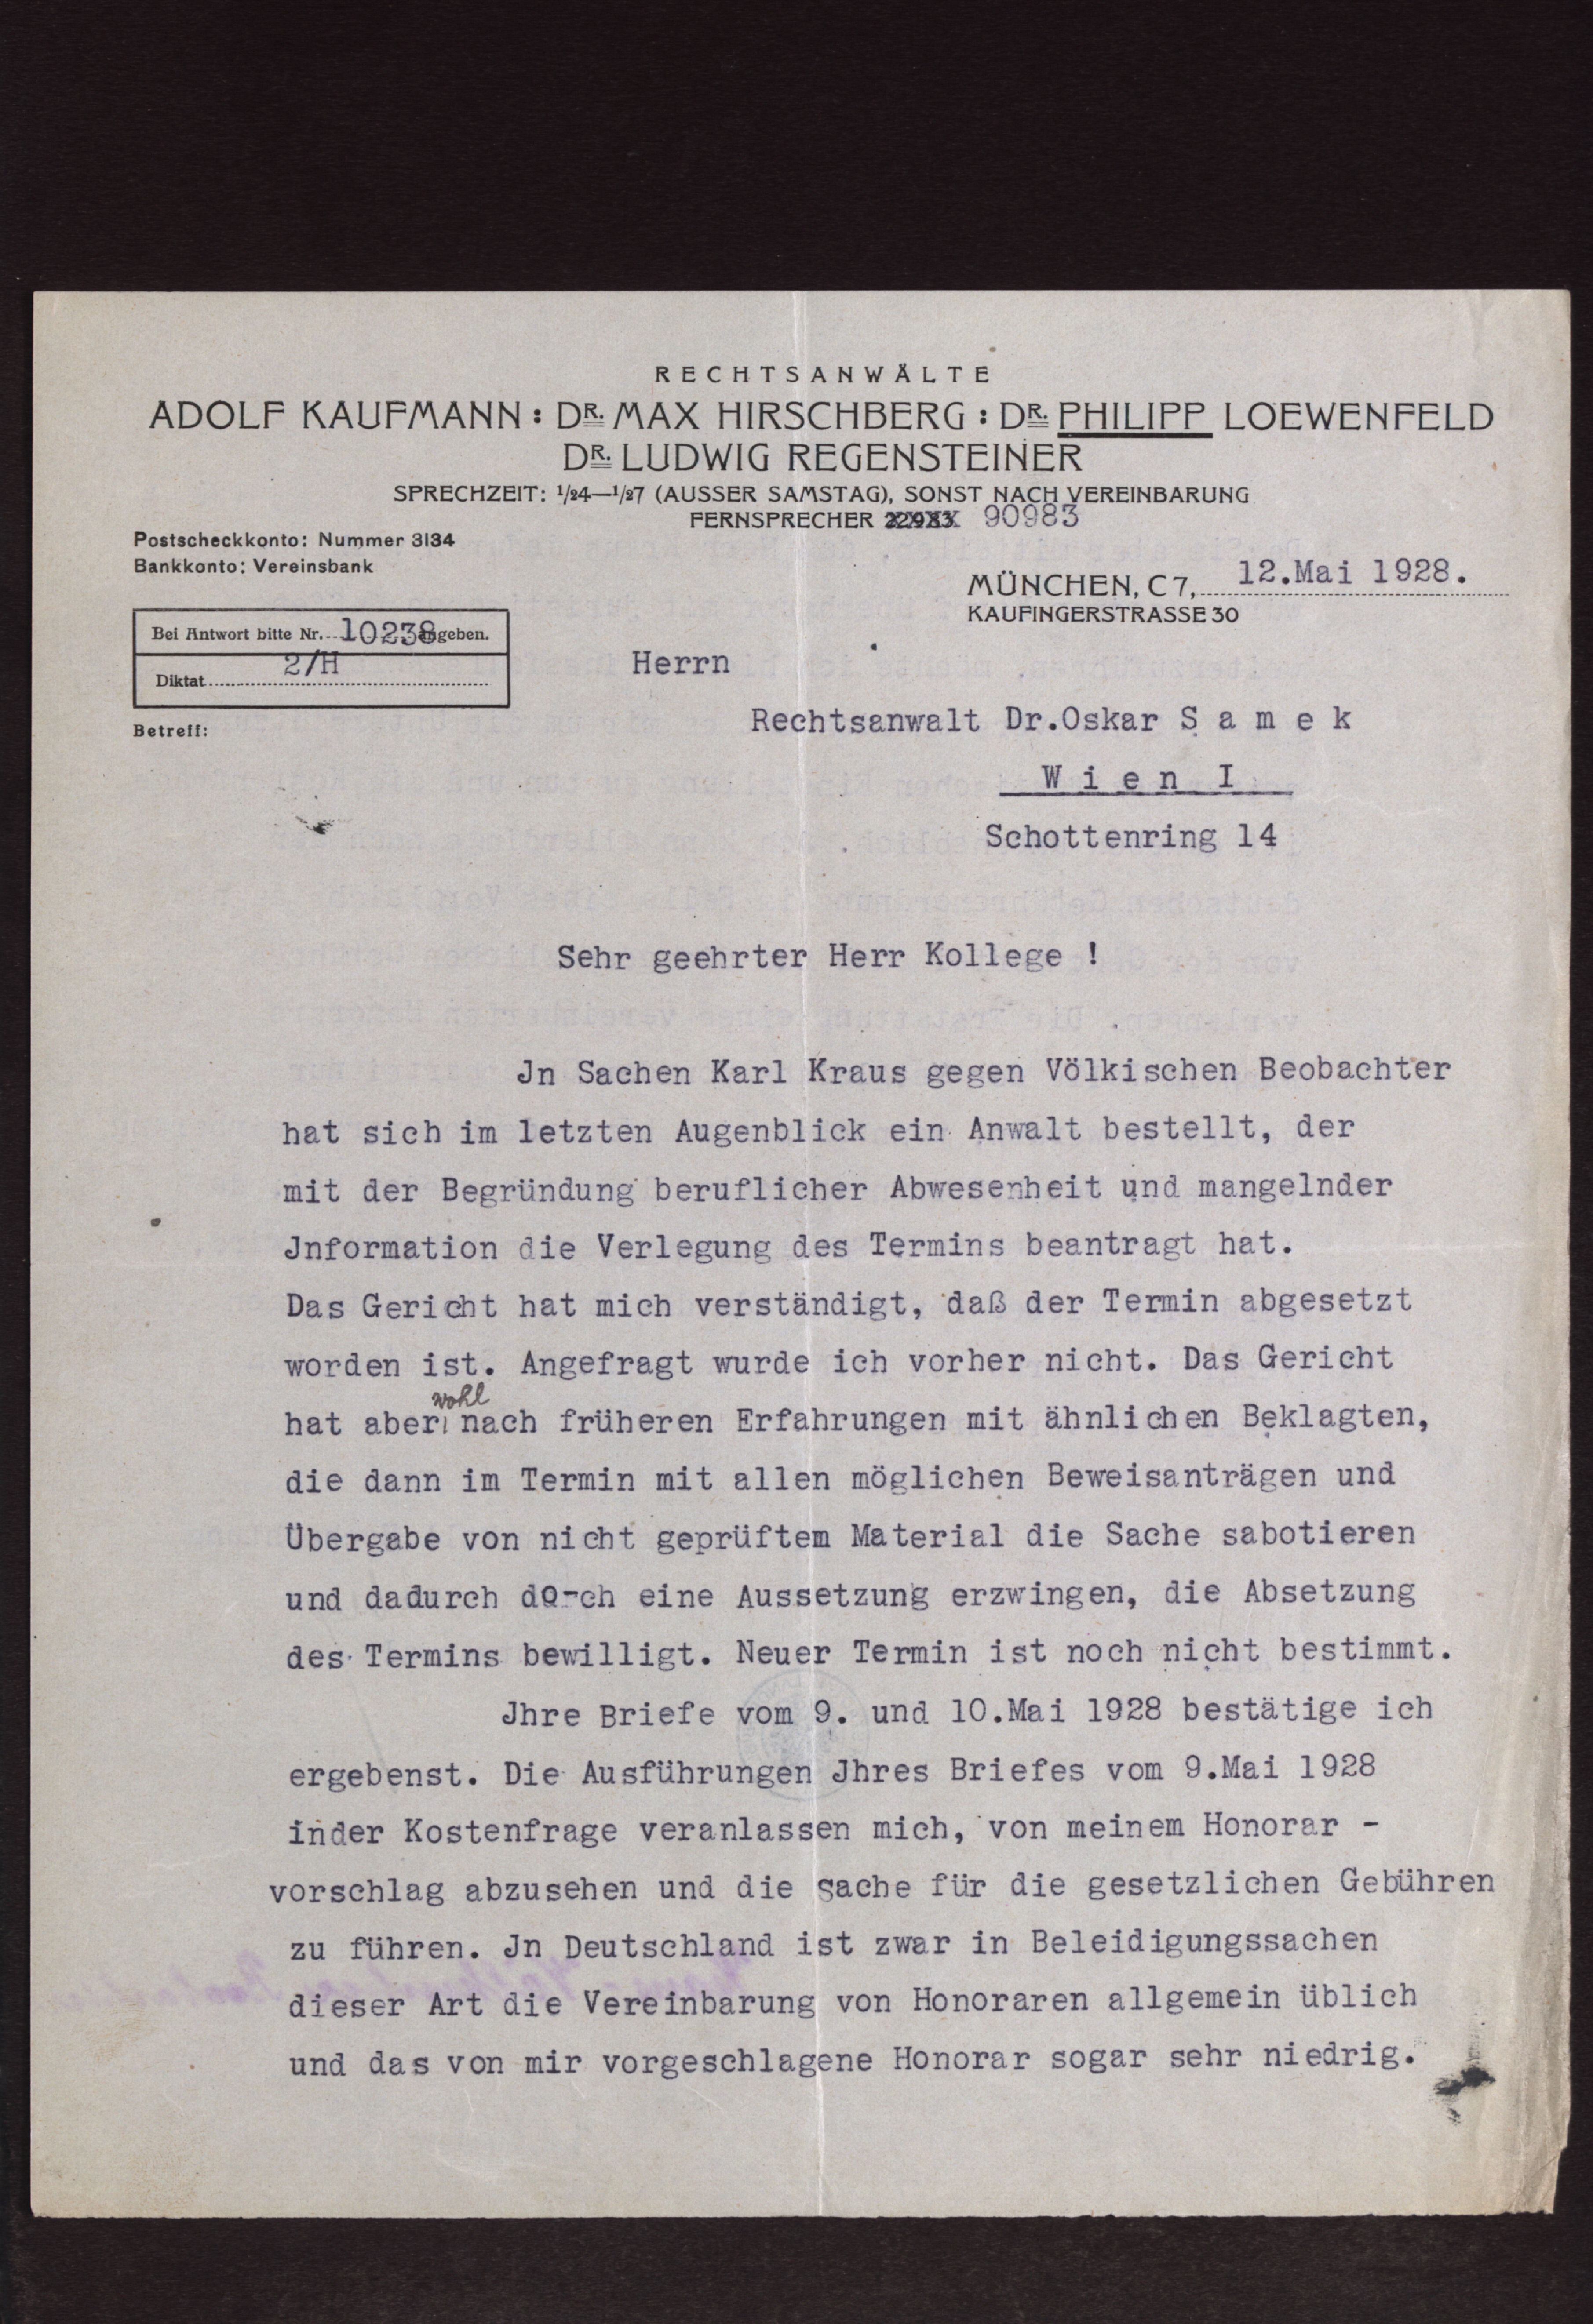 RECHTSANWÄLTE
ADOLF KAUFMANN : DR. MAX HIRSCHBERG : DR. PHILIPP LOEWENFELD
DR. LUDWIG REGENSTEINER
SPRECHZEIT: 1/24—1/27 (AUSSER SAMSTAG), SONST NACH VEREINBARUNG
FERNSPRECHER 22983 90983
Postscheckkonto: Nummer 3134
Bankkonto: Vereinsbank
MÜNCHEN, C 7, 12.Mai 1928.
KAUFINGERSTRASSE 30
Bei Antwort bitte Nr. 10238 angeben.
Diktat 2/H
Betreff:
Herrn
Rechtsanwalt Dr.Oskar S a m e k
W i e n I
Schottenring 14
Sehr geehrter Herr Kollege !
Jn Sachen Karl Kraus gegen Völkischen Beobachter
hat sich im letzten Augenblick ein Anwalt bestellt, der
mit der Begründung beruflicher Abwesenheit und mangelnder
Jnformation die Verlegung des Termins beantragt hat.
Das Gericht hat mich verständigt, daß der Termin abgesetzt
worden ist. Angefragt wurde ich vorher nicht. Das Gericht
hat aber wohl nach früheren Erfahrungen mit ähnlichen Beklagten,
die dann im Termin mit allen möglichen Beweisanträgen und
Übergabe von nicht geprüftem Material die Sache sabotieren
und dadurch doch eine Aussetzung erzwingen, die Absetzung
des Termins bewilligt. Neuer Termin ist noch nicht bestimmt.
Jhre Briefe vom 9. und 10.Mai 1928 bestätige ich
ergebenst. Die Ausführungen Jhres Briefes vom 9.Mai 1928
inder Kostenfrage veranlassen mich, von meinem Honorar -
vorschlag abzusehen und die Sache für die gesetzlichen Gebühren
zu führen. Jn Deutschland ist zwar in Beleidigungssachen
dieser Art die Vereinbarung von Honoraren allgemein üblich
und das von mir vorgeschlagene Honorar sogar sehr niedrig.